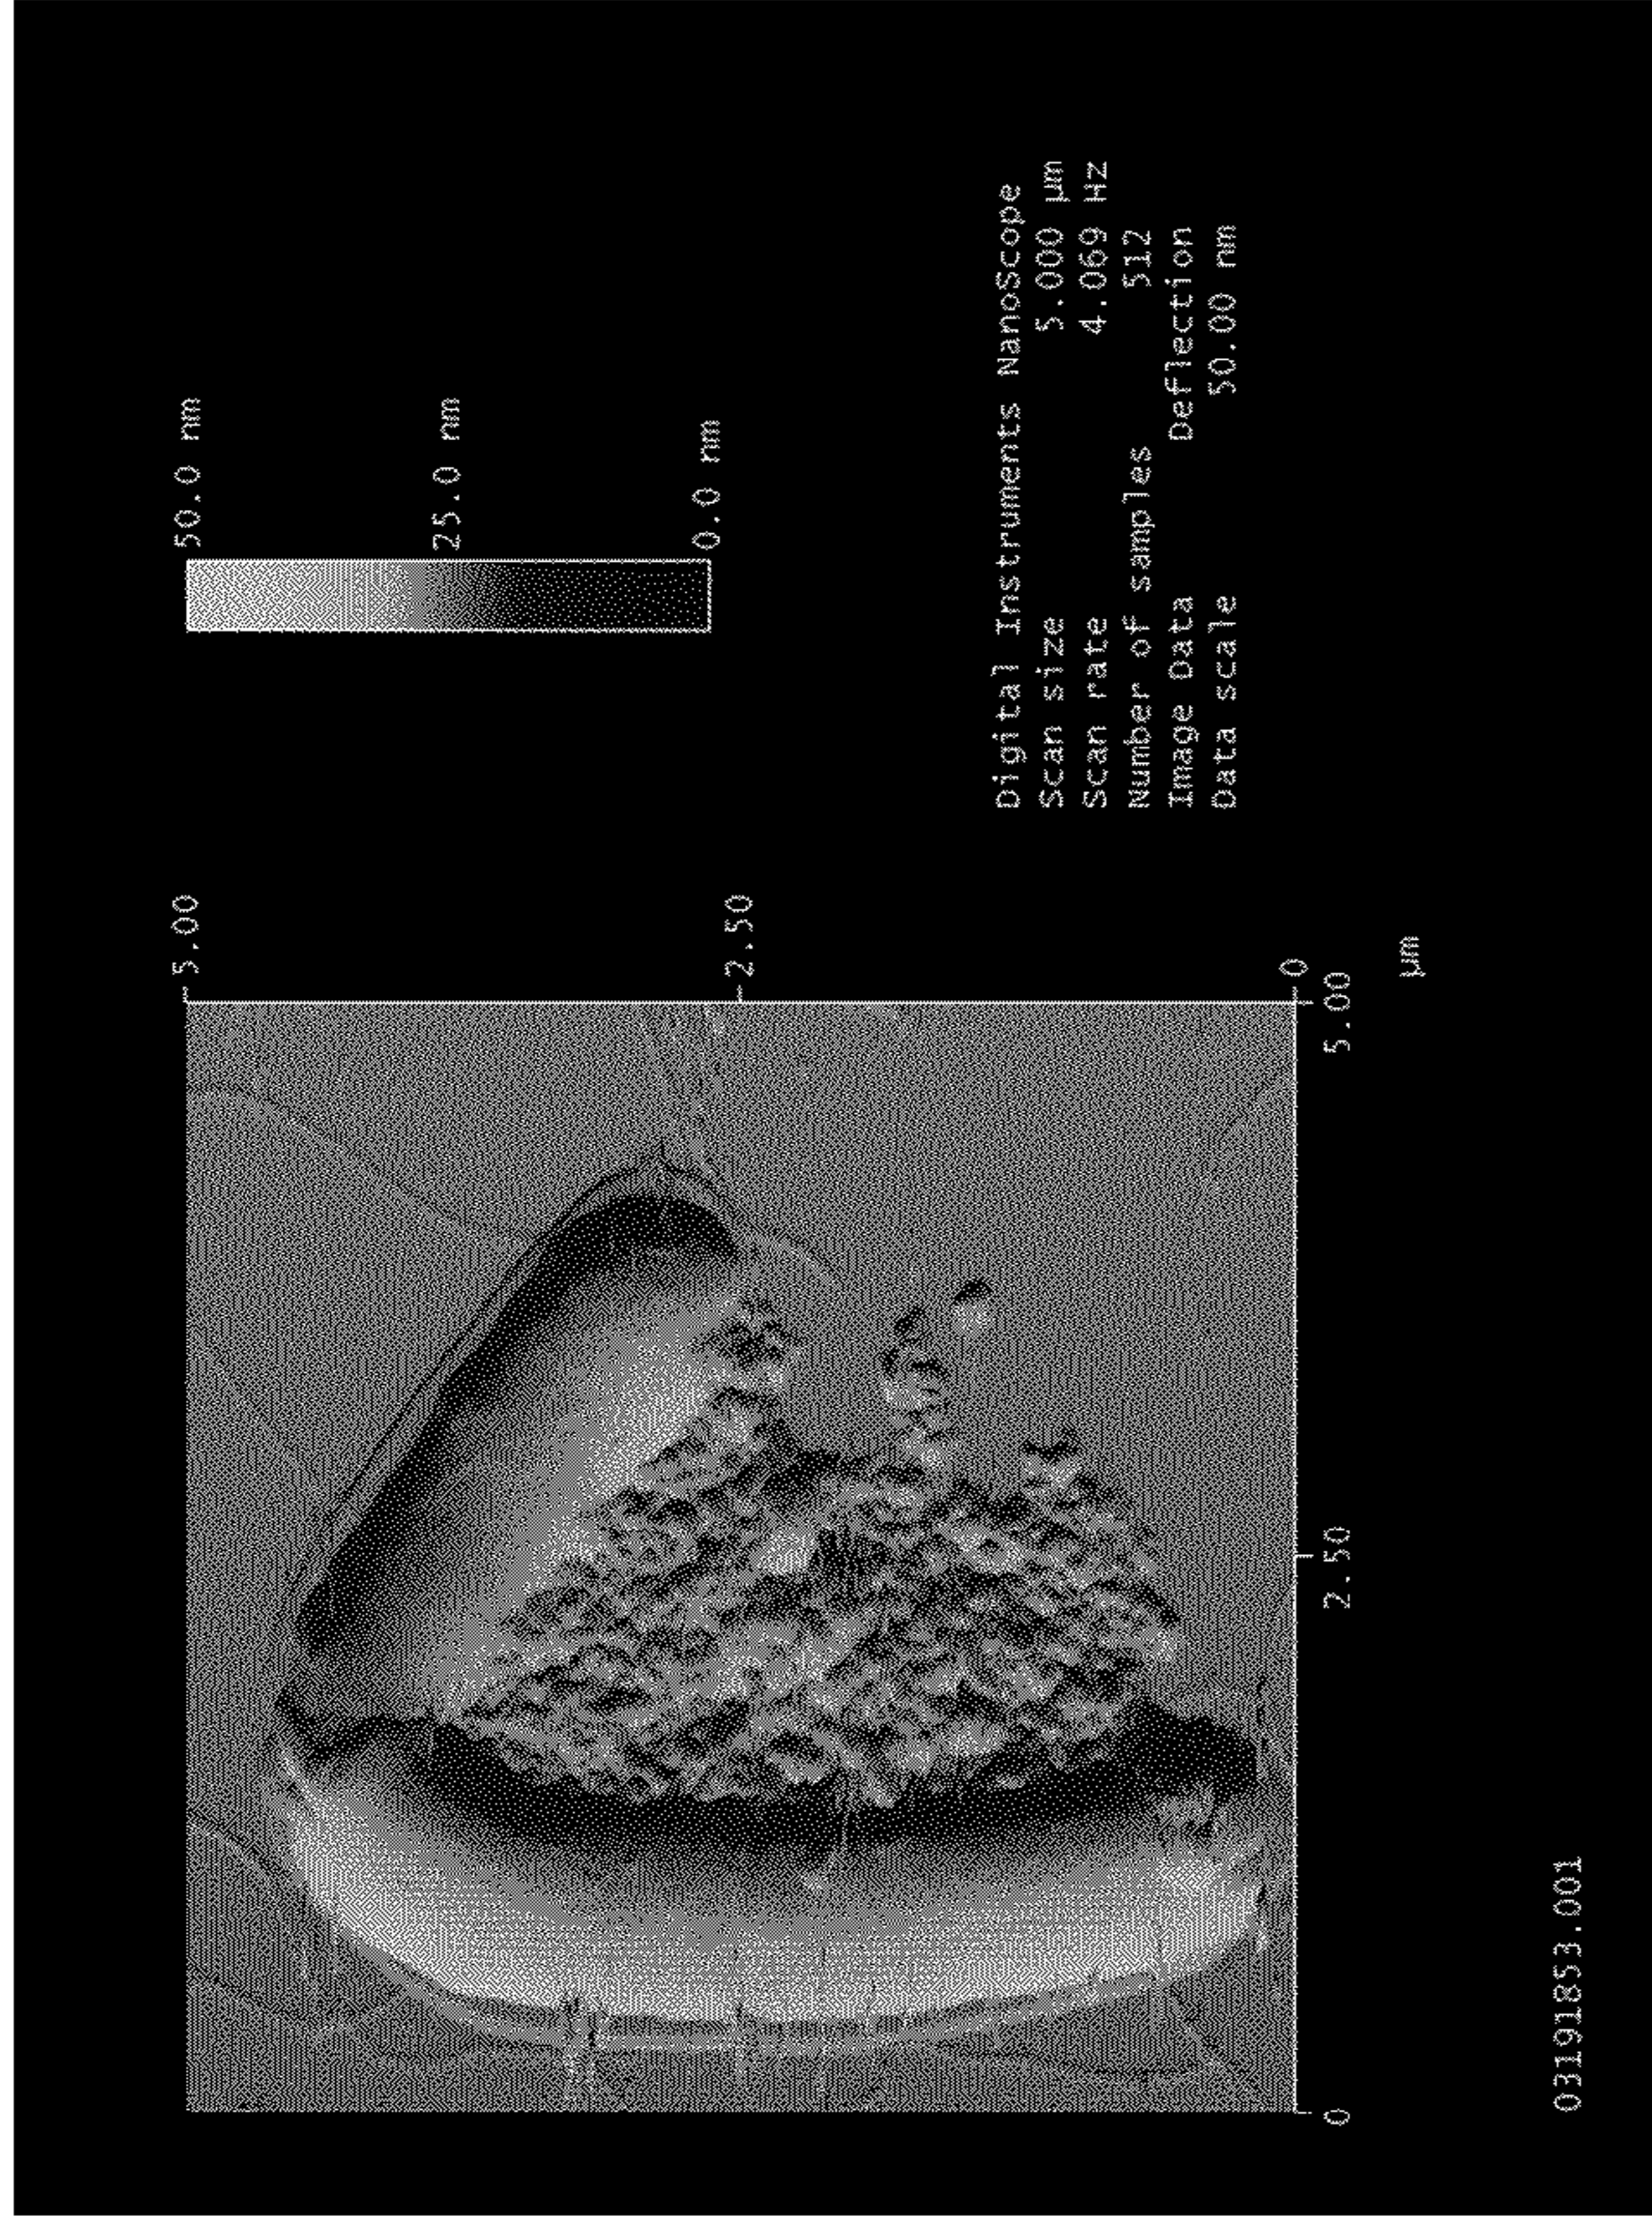 50.0 nm
25.0 nm
0.0 nm
Digital Instruments NanoScope
Scan size 5.000 µm
Scan rate 4.069 Hz
Number of samples 512
Image Data Deflection
Data scale 50.00 nm
5.00
2.50
0
0
2.50
5.00
µm
03191853.001